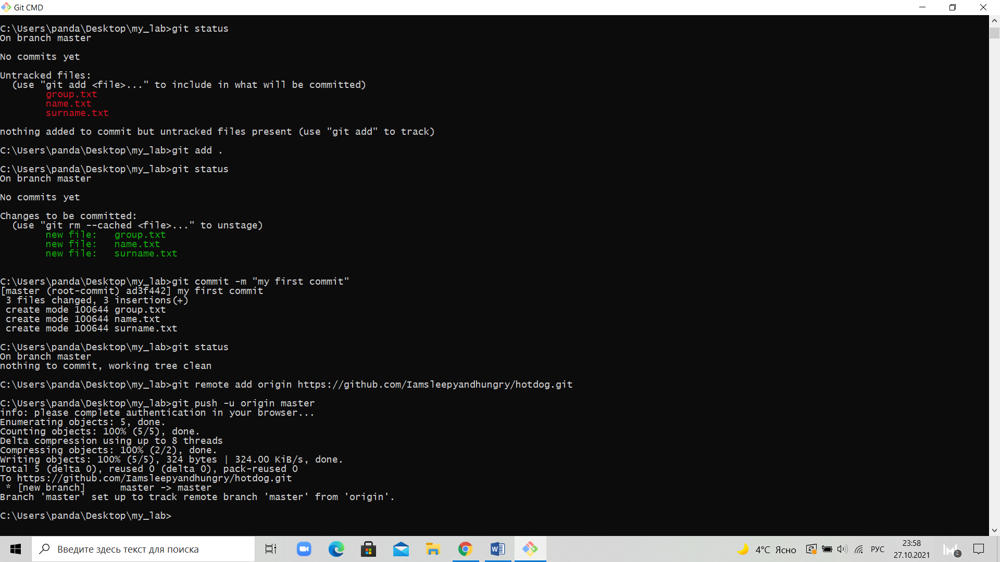 Git CMD
C:\Users\panda\Desktop\my_lab>git status
On branch master
No commits yet
Untracked files:
  (use "git add <file>..." to include in what will be committed)
        group.txt
        name.txt
        surname.txt
nothing added to commit but untracked files present (use "git add" to track)
C:\Users\panda\Desktop\my_lab>git add .
C:\Users\panda\Desktop\my_lab>git status
On branch master
No commits yet
Changes to be committed:
  (use "git rm --cached <file>..." to unstage)
        new file:   group.txt
        new file:   name.txt
        new file:   surname.txt
C:\Users\panda\Desktop\my_lab>git commit -m "my first commit"
[master (root-commit) ad3f442] my first commit
 3 files changed, 3 insertions(+)
 create mode 100644 group.txt
 create mode 100644 name.txt
 create mode 100644 surname.txt
C:\Users\panda\Desktop\my_lab>git status
On branch master
nothing to commit, working tree clean
C:\Users\panda\Desktop\my_lab>git remote add origin https://github.com/Iamsleepyandhungry/hotdog.git
C:\Users\panda\Desktop\my_lab>git push -u origin master
info: please complete authentication in your browser...
Enumerating objects: 5, done.
Counting objects: 100% (5/5), done.
Delta compression using up to 8 threads
Compressing objects: 100% (2/2), done.
Writing objects: 100% (5/5), 324 bytes | 324.00 KiB/s, done.
Total 5 (delta 0), reused 0 (delta 0), pack-reused 0
To https://github.com/Iamsleepyandhungry/hotdog.git
 * [new branch]      master -> master
Branch 'master' set up to track remote branch 'master' from 'origin'.
C:\Users\panda\Desktop\my_lab>
Введите здесь текст для поиска
4°C Ясно
РУС
23:58
27.10.2021
2